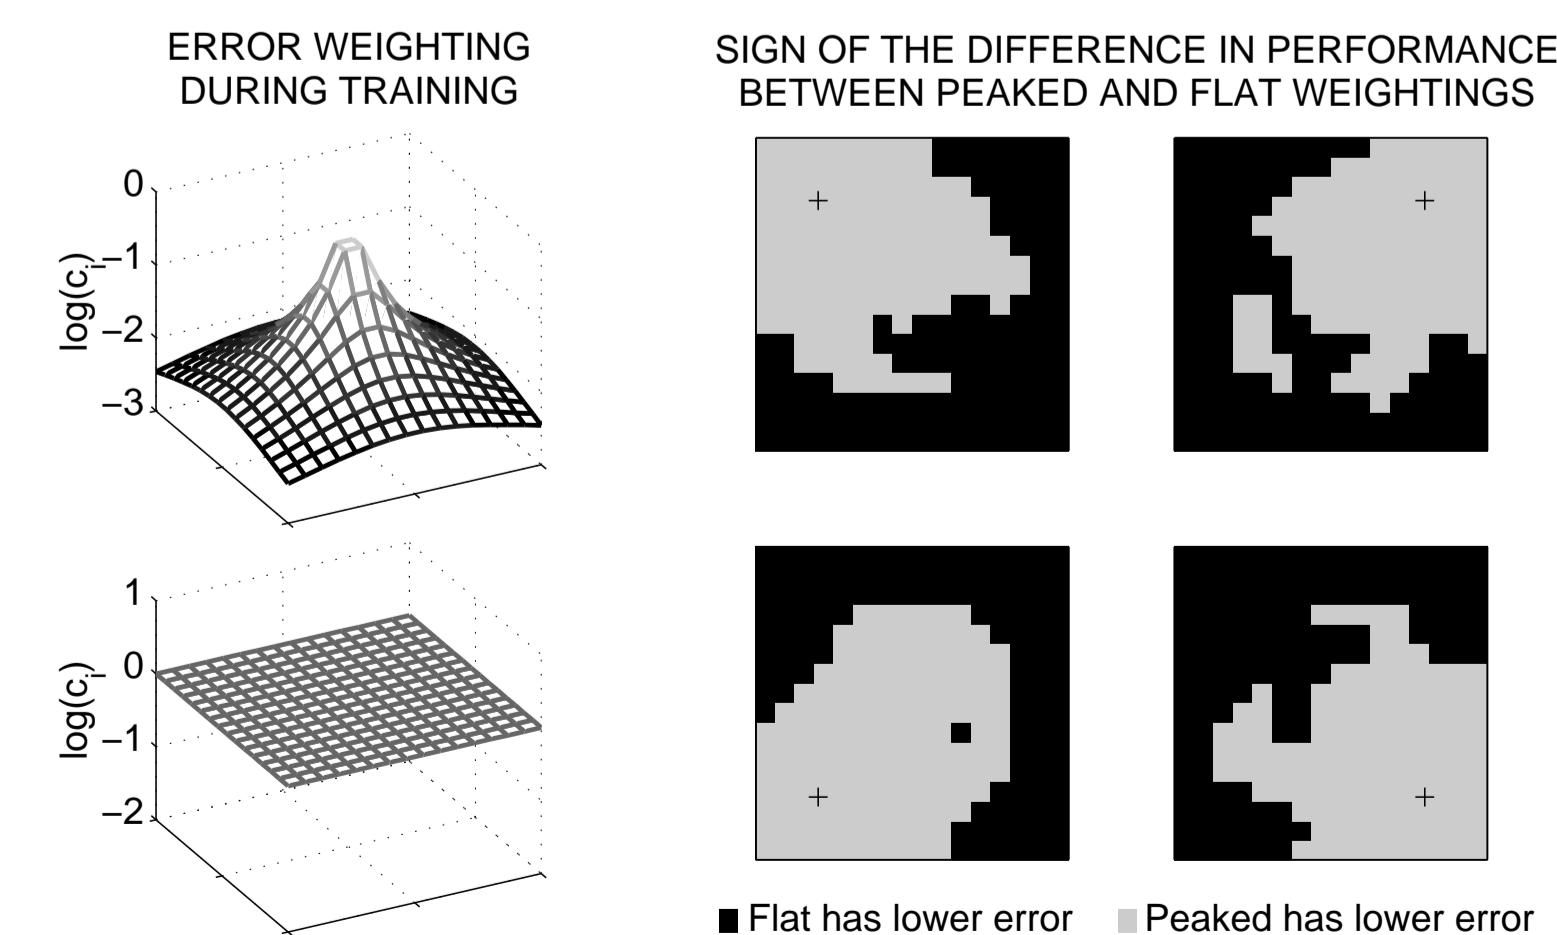 ERROR WEIGHTING
DURING TRAINING
SIGN OF THE DIFFERENCE IN PERFORMANCE
BETWEEN PEAKED AND FLAT WEIGHTINGS
0
−1
−2
−3
log(c_i)
1
0
−1
−2
log(c_i)
Flat has lower error
Peaked has lower error